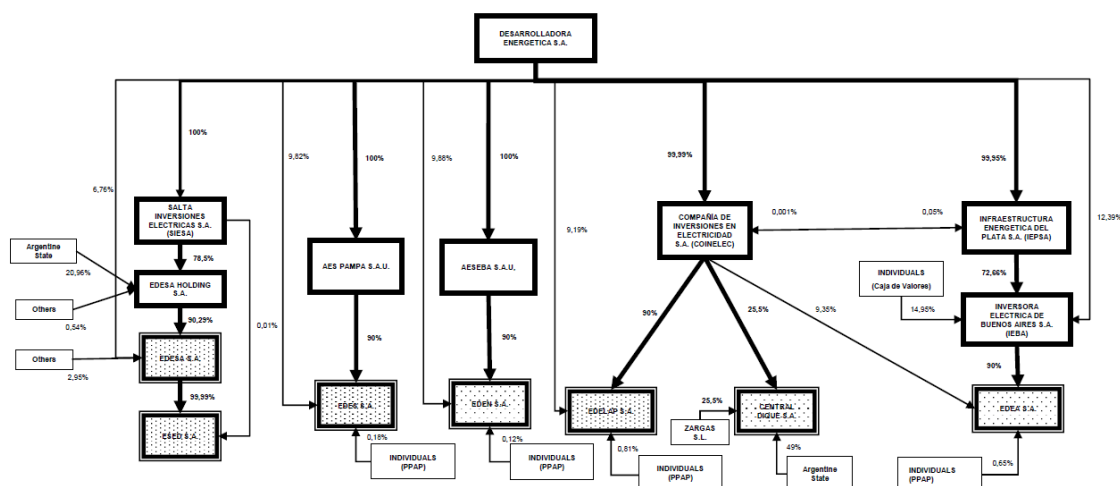 DESARROLLADORA
ENERGETICA S.A.
100%
9,82%
100%
9,88%
100%
9,19%
99,99%
99,95%
12,39%
6,76%
SALTA
INVERSIONES
ELECTRICAS S.A.
(SIESA)
COMPAÑÍA DE
INVERSIONES EN
ELECTRICIDAD
S.A. (COINELEC)
0,001%
0,05%
INFRAESTRUCTURA
ENERGETICA DEL
PLATA S.A. (IEPSA)
Argentine
State
20,96%
78,5%
AES PAMPA S.A.U.
AESEBA S.A.U,
72,66%
EDESA HOLDING
S.A.
INDIVIDUALS
(Caja de Valores)
14,95%
INVERSORA
ELECTRICA DE
BUENOS AIRES S.A.
(IEBA)
Others
0,54%
90,29%
0,01%
90%
90%
90%
25,5%
9,35%
90%
Others
2,95%
EDESA S.A.
99,99%
ESED S.A.
EDES S.A.
EDEN S.A.
EDELAP S.A.
25,5%
CENTRAL
DIQUE S.A.
EDEA S.A.
ZARGAS
S.L.
0,18%
INDIVIDUALS
(PPAP)
0,12%
INDIVIDUALS
(PPAP)
0,81%
INDIVIDUALS
(PPAP)
49%
Argentine
State
INDIVIDUALS
(PPAP)
0,65%